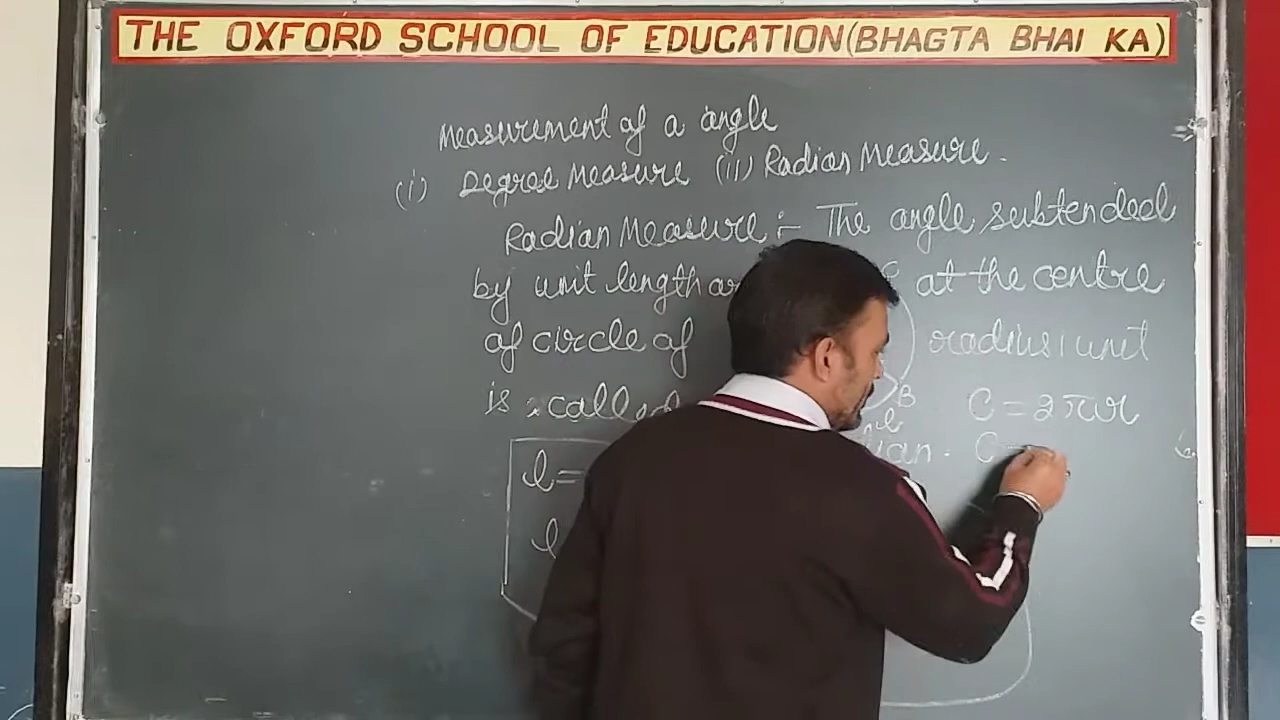 THE OXFORD SCHOOL OF EDUCATION(BHAGTA BHAI KA)
Measurement of a angle
(i) Degree Measure (ii) Radian Measure.
Radian Measure :- The angle subtended
by unit length at the centre
of circle of radius 1 unit
is called B C = 2πr
l
C =
l =
l